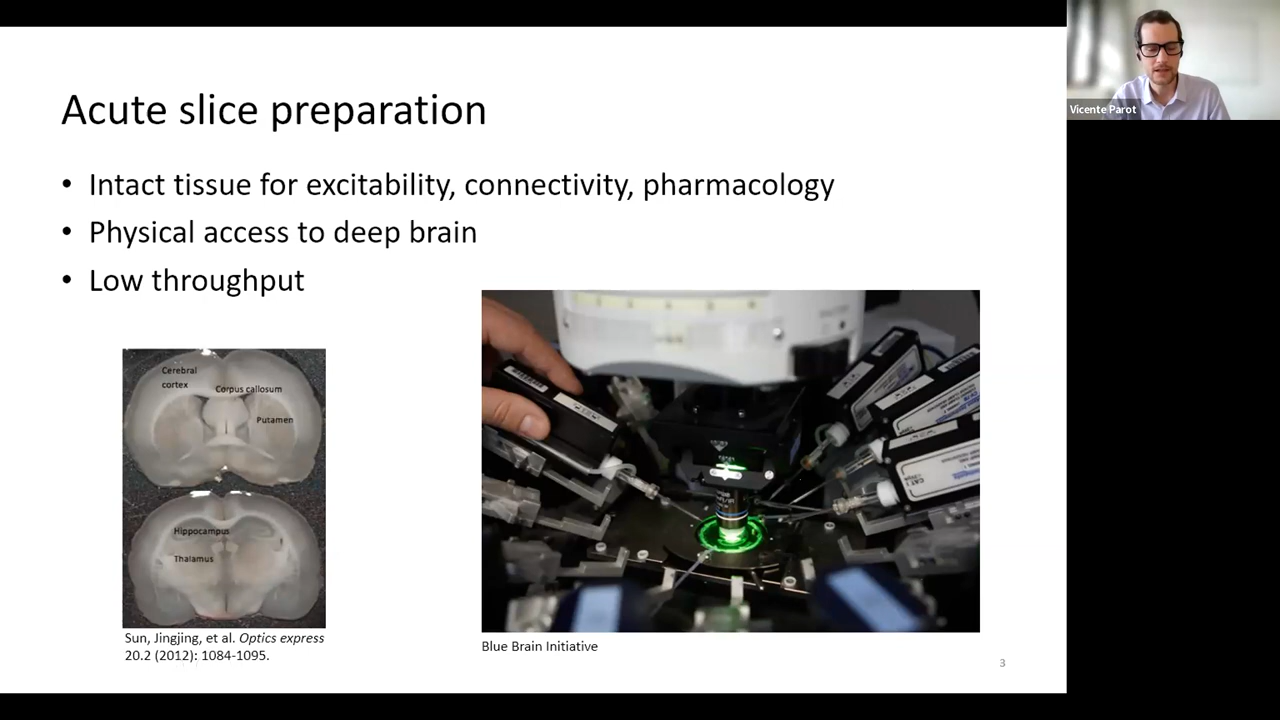 Acute slice preparation
• Intact tissue for excitability, connectivity, pharmacology
• Physical access to deep brain
• Low throughput
Cerebral
cortex
Corpus callosum
Putamen
Hippocampus
Thalamus
Sun, Jingjing, et al. Optics express
20.2 (2012): 1084-1095.
Blue Brain Initiative
3
Vicente Parot